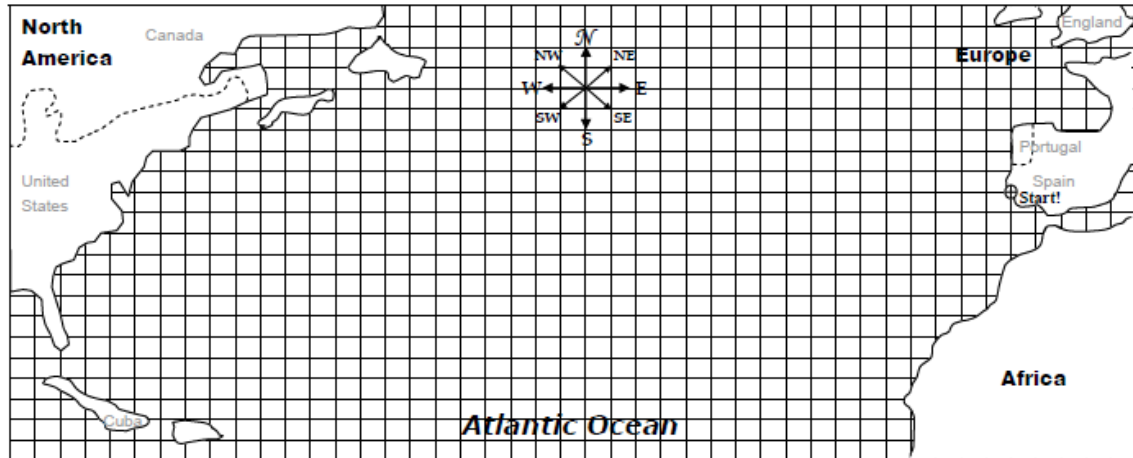 North
America
Canada
United
States
Cuba
N
NW
NE
W
E
SW
SE
S
Atlantic Ocean
England
Europe
Portugal
Spain
Start!
Africa